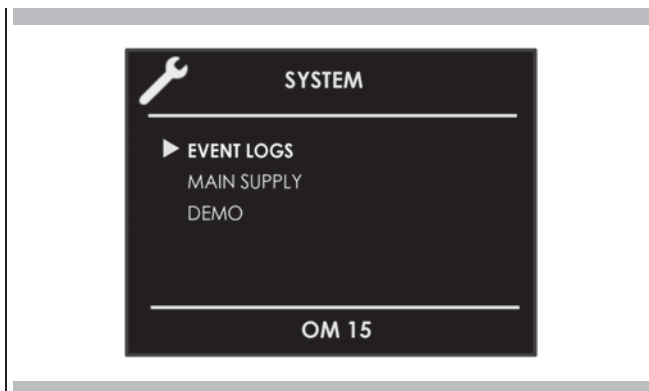 SYSTEM
EVENT LOGS
MAIN SUPPLY
DEMO
OM 15